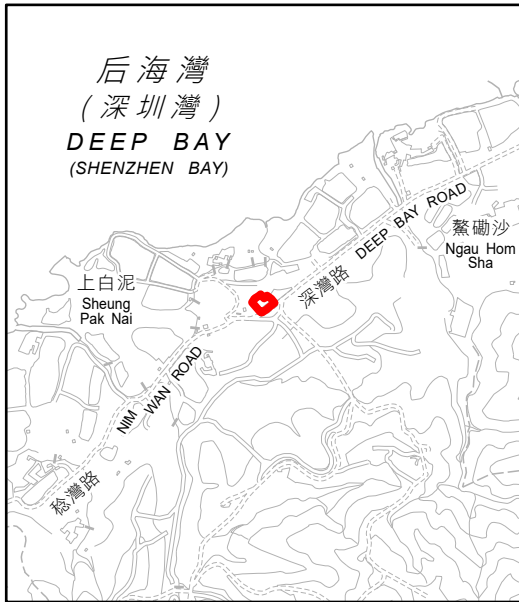 后海灣
(深圳灣)
DEEP BAY
(SHENZHEN BAY)
深灣路 DEEP BAY ROAD
鰲磡沙
Ngau Hom
Sha
上白泥
Sheung
Pak Nai
NIM WAN ROAD
稔灣路